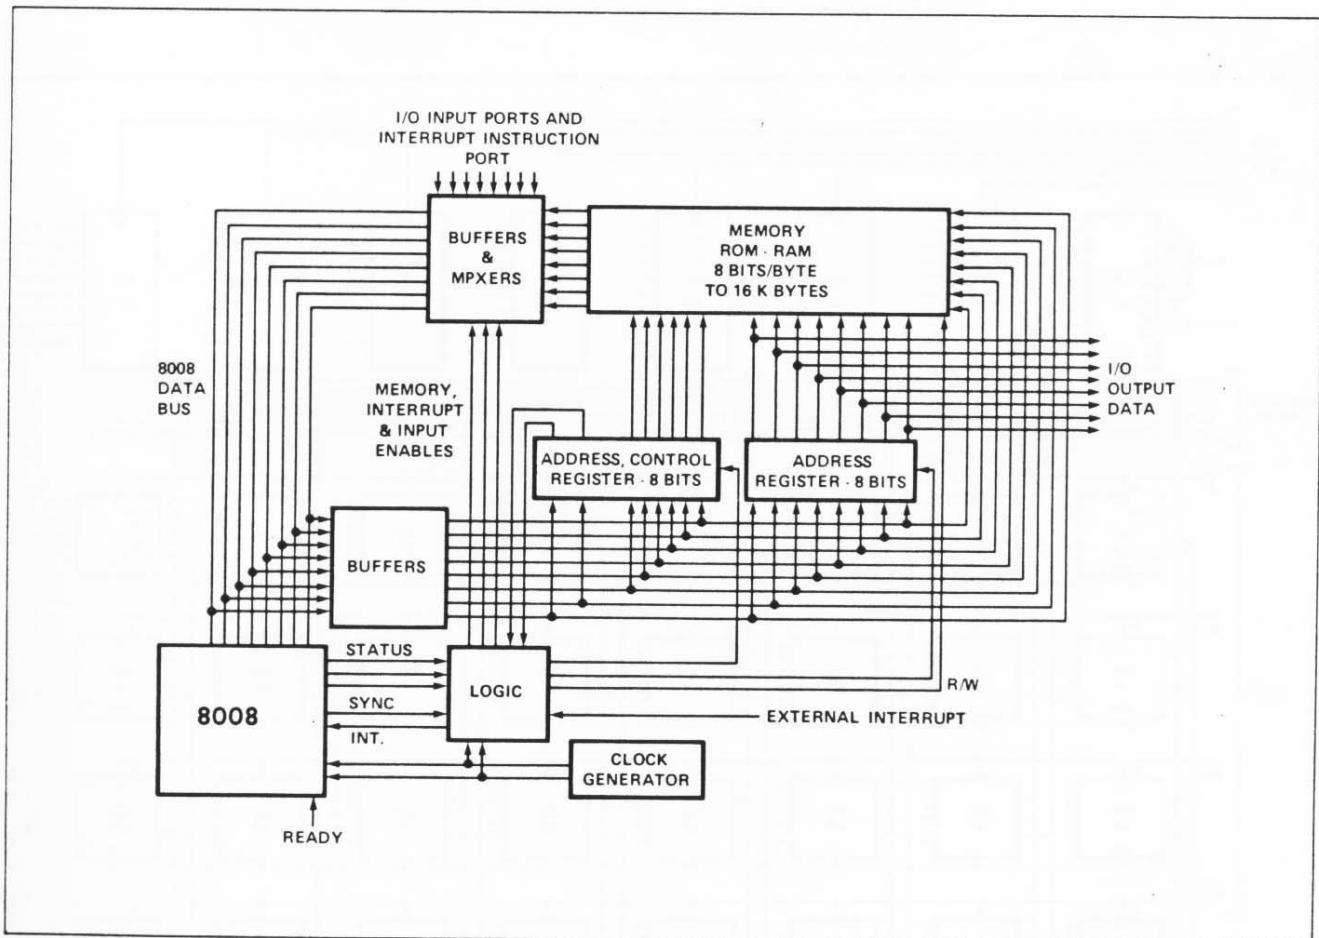 I/O INPUT PORTS AND
INTERRUPT INSTRUCTION
PORT
BUFFERS
&
MPXERS
MEMORY
ROM - RAM
8 BITS/BYTE
TO 16 K BYTES
8008
DATA
BUS
MEMORY,
INTERRUPT
& INPUT
ENABLES
I/O
OUTPUT
DATA
ADDRESS, CONTROL
REGISTER - 8 BITS
ADDRESS
REGISTER - 8 BITS
BUFFERS
STATUS
LOGIC
R/W
8008
SYNC
INT.
EXTERNAL INTERRUPT
CLOCK
GENERATOR
READY